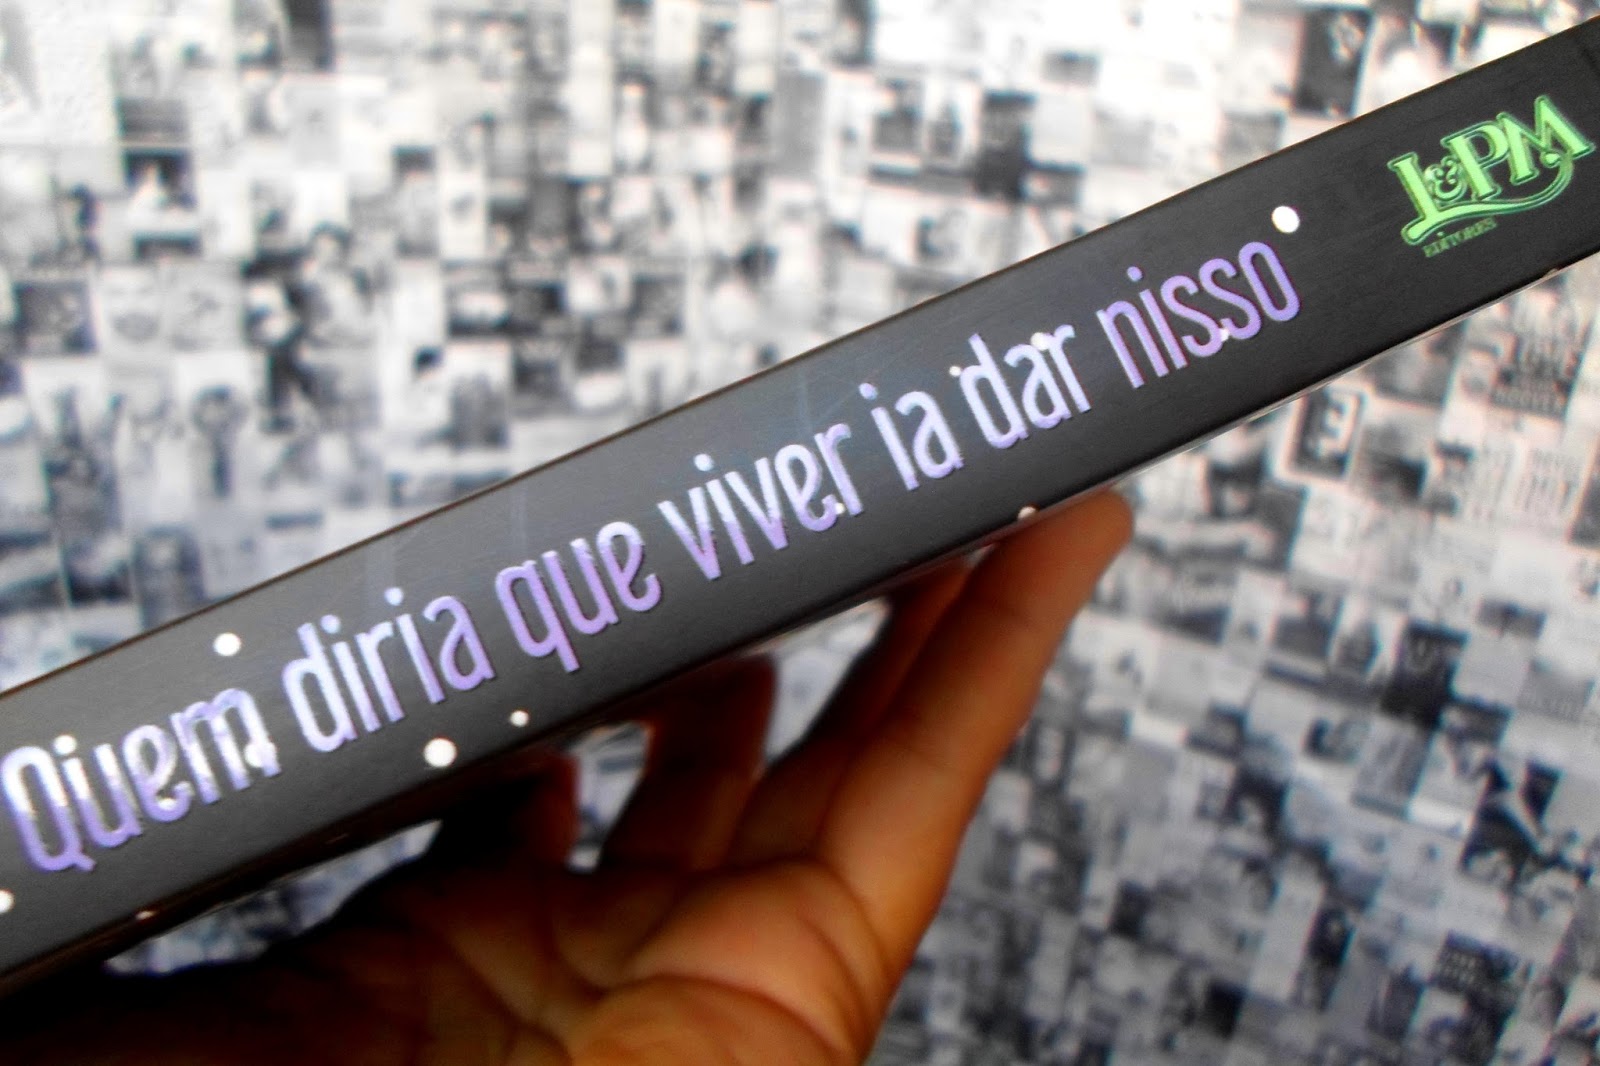 Quem diria que viver ia dar nisso
L&PM
EDITORES